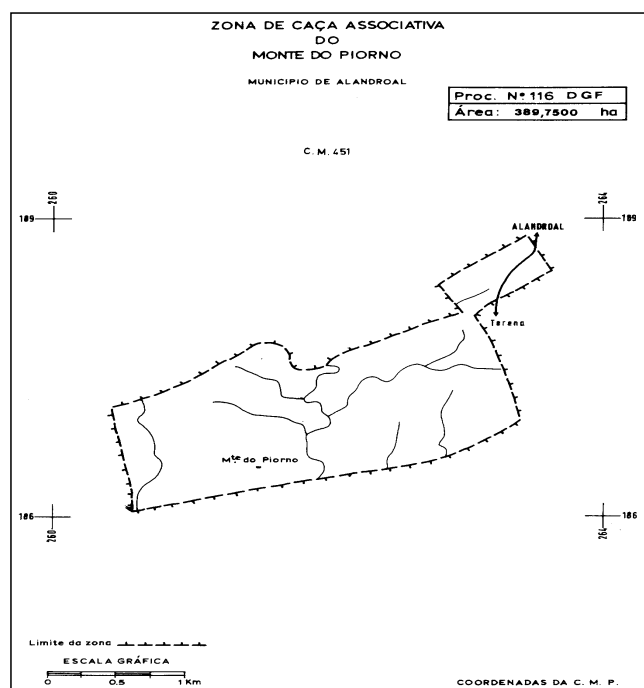 ZONA DE CAÇA ASSOCIATIVA
DO
MONTE DO PIORNO
MUNICIPIO DE ALANDROAL
Proc. Nº 116 DGF
Área: 389,7500 ha
C. M. 451
260
264
189
189
ALANDROAL
Terena
Mte do Piorno
186
186
260
264
Limite da zona
ESCALA GRÁFICA
0 0.5 1 Km
COORDENADAS DA C. M. P.